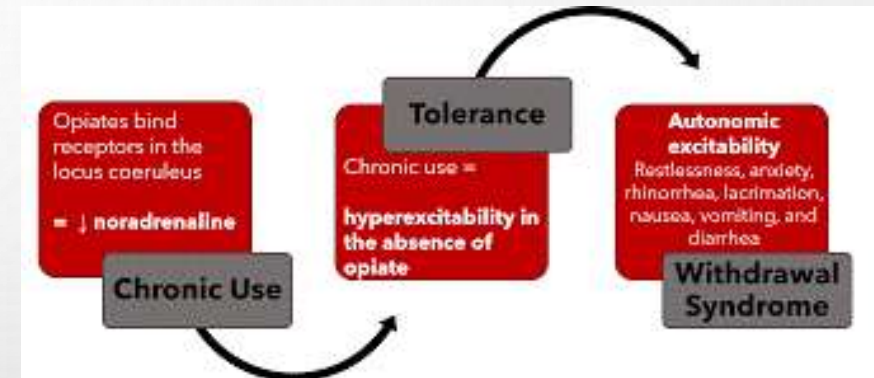 Opiates bind
receptors in the
locus coeruleus
= ↓ noradrenaline
Chronic Use
Tolerance
Chronic use =
hyperexcitability in
the absence of
opiate
Autonomic
excitability
Restlessness, anxiety,
rhinorrhea, lacrimation,
nausea, vomiting, and
diarrhea
Withdrawal
Syndrome